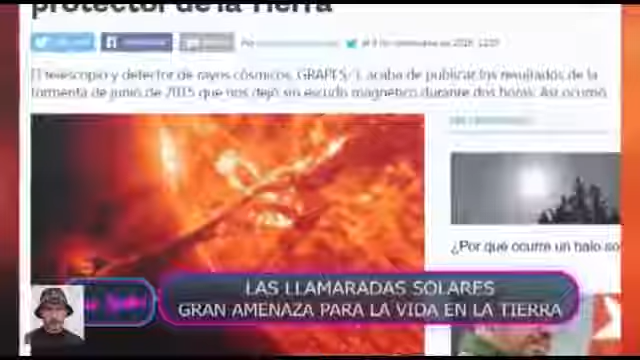 protector de la Tierra
El telescopio y detector de rayos cósmicos, GRAPES-3, acaba de publicar los resultados de la
tormenta de junio de 2015 que nos dejó sin escudo magnético durante dos horas. Así ocurrió
¿Por qué ocurre un halo so
LAS LLAMARADAS SOLARES
GRAN AMENAZA PARA LA VIDA EN LA TIERRA